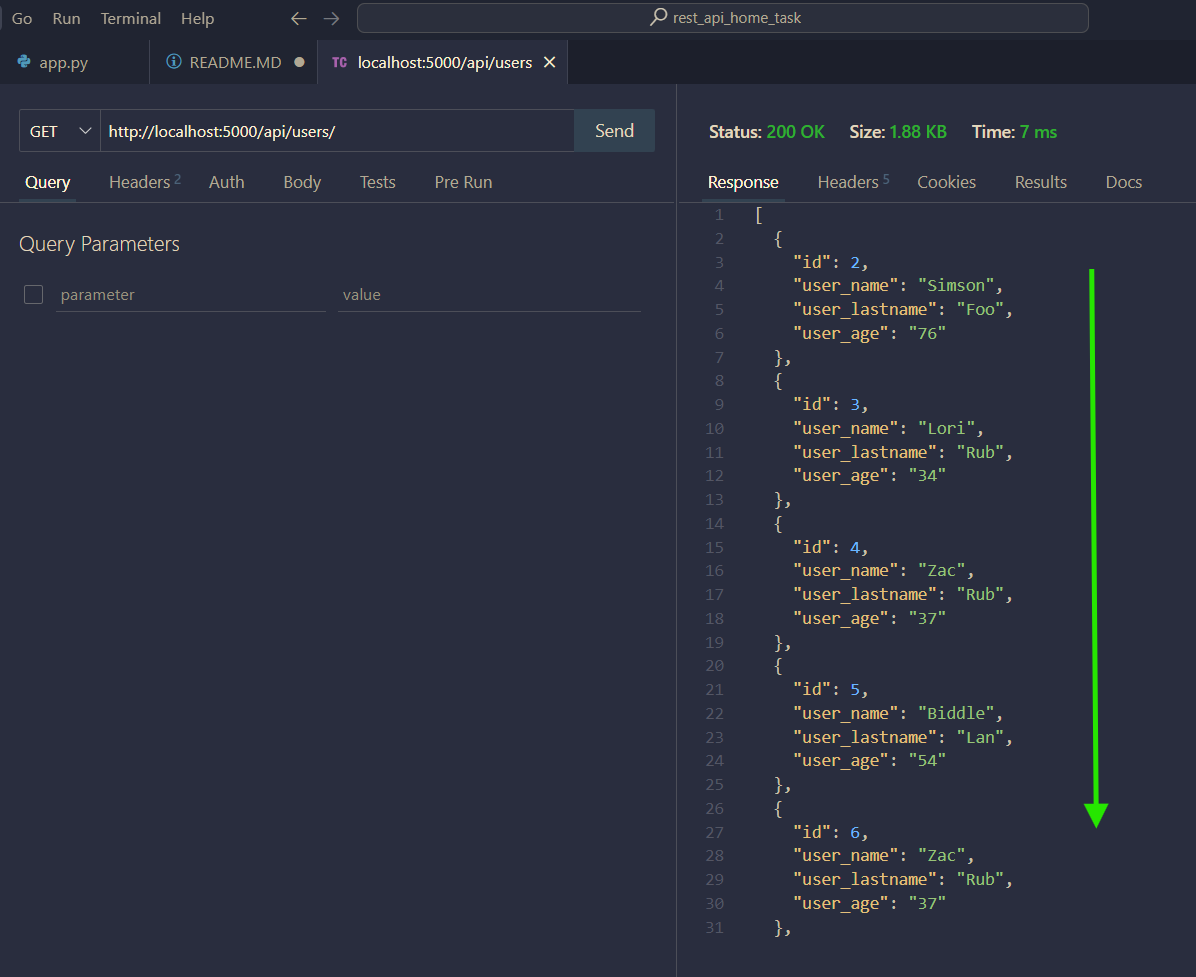 Go Run Terminal Help rest_api_home_task
app.py README.MD TC localhost:5000/api/users
GET http://localhost:5000/api/users/ Send
Query Headers 2 Auth Body Tests Pre Run
Query Parameters
parameter value
Status: 200 OK Size: 1.88 KB Time: 7 ms
Response Headers 5 Cookies Results Docs
1 [
2 {
3 "id": 2,
4 "user_name": "Simson",
5 "user_lastname": "Foo",
6 "user_age": "76"
7 },
8 {
9 "id": 3,
10 "user_name": "Lori",
11 "user_lastname": "Rub",
12 "user_age": "34"
13 },
14 {
15 "id": 4,
16 "user_name": "Zac",
17 "user_lastname": "Rub",
18 "user_age": "37"
19 },
20 {
21 "id": 5,
22 "user_name": "Biddle",
23 "user_lastname": "Lan",
24 "user_age": "54"
25 },
26 {
27 "id": 6,
28 "user_name": "Zac",
29 "user_lastname": "Rub",
30 "user_age": "37"
31 },